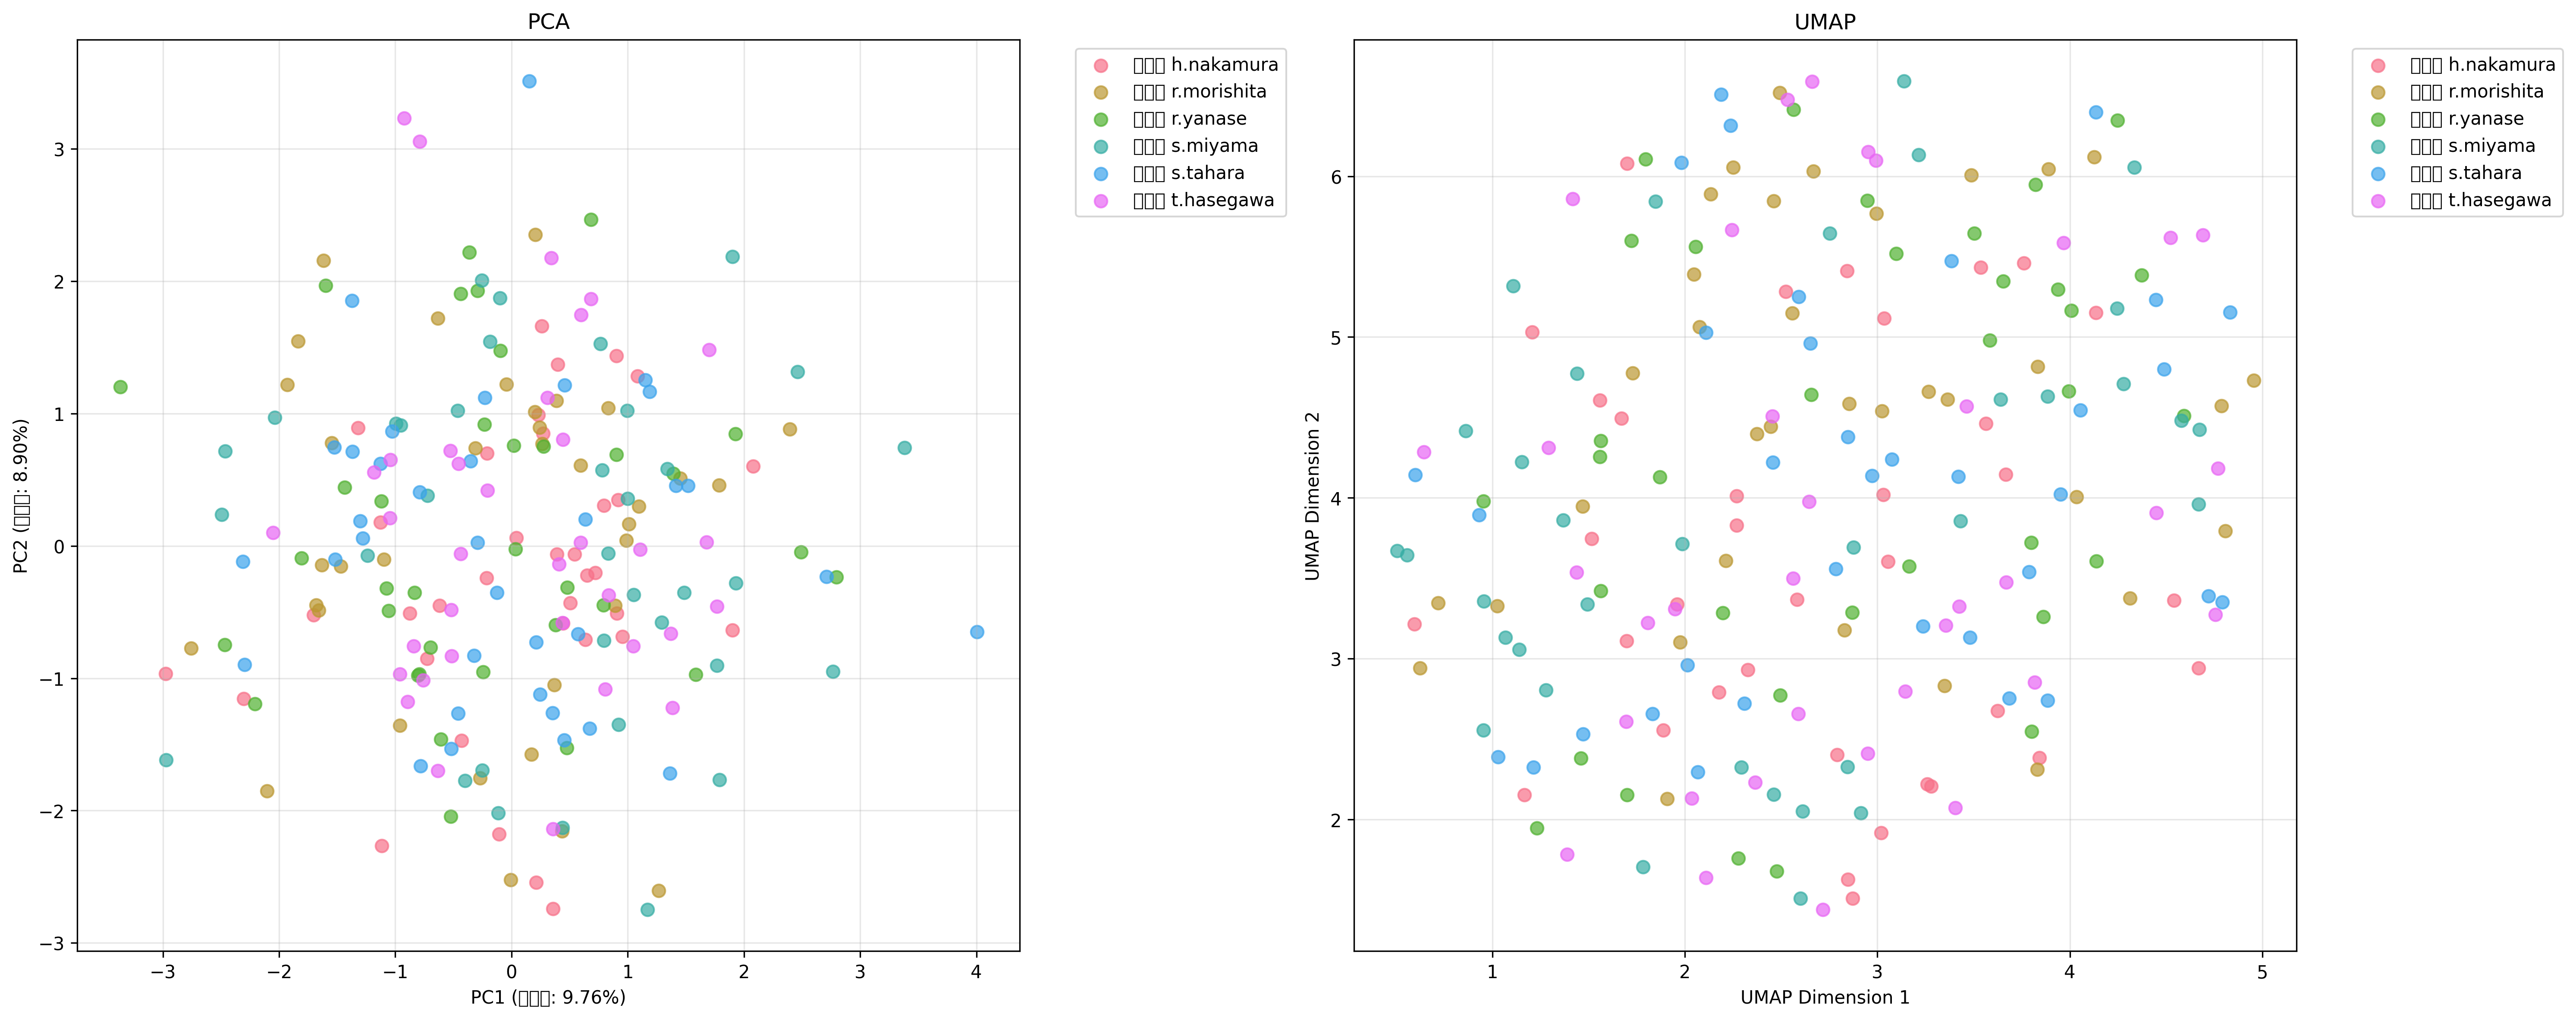 PCA
3
2
1
0
−1
−2
−3
PC2 (□□□: 8.90%)
−3
−2
−1
0
1
2
3
4
PC1 (□□□: 9.76%)
□□□ h.nakamura
□□□ r.morishita
□□□ r.yanase
□□□ s.miyama
□□□ s.tahara
□□□ t.hasegawa
UMAP
6
5
4
3
2
UMAP Dimension 2
1
2
3
4
5
UMAP Dimension 1
□□□ h.nakamura
□□□ r.morishita
□□□ r.yanase
□□□ s.miyama
□□□ s.tahara
□□□ t.hasegawa